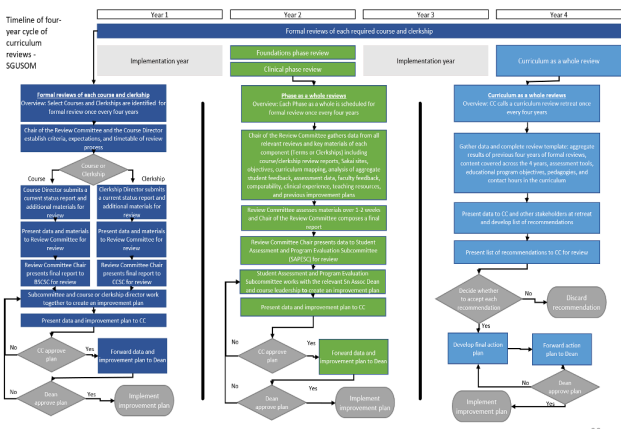 Timeline of four-
year cycle of
curriculum
reviews -
SGUSOM
Year 1
Year 2
Year 3
Year 4
Formal reviews of each required course and clerkship
Implementation year
Foundations phase review
Clinical phase review
Implementation year
Curriculum as a whole review
Formal reviews of each course and clerkship
Overview: Select Courses and Clerkships are identified for
formal review once every four years
Chair of the Review Committee and the Course Director
establish criteria, expectations, and timetable of review
process
Course or
Clerkship
Course
Clerkship
Course Director submits a
current status report and
additional materials for
review
Clerkship Director submits
a current status report and
additional materials for
review
Present data and materials
to Review Committee for
review
Present data and materials
to Review Committee for
review
Review Committee Chair
presents final report to
BSCSC for review
Review Committee Chair
presents final report to
CCSC for review
Subcommittee and course or clerkship director work
together to create an improvement plan
Present data and improvement plan to CC
CC approve
plan
No
Yes
Forward data and
improvement plan to Dean
Dean
approve plan
No
Yes
Implement
improvement plan
Phase as a whole reviews
Overview: Each Phase as a whole is scheduled for
formal review once every four years
Chair of the Review Committee gathers data from all
relevant reviews and key materials of each
component (Terms or Clerkships) including
course/clerkship review reports, Sakai sites,
objectives, curriculum mapping, analysis of aggregate
student feedback, assessment data, faculty feedback,
comparability, clinical experience, teaching resources,
and previous improvement plans
Review Committee assesses materials over 1-2 weeks
and Chair of the Review Committee composes a final
report
Review Committee Chair presents data to Student
Assessment and Program Evaluation Subcommittee
(SAPESC) for review
Student Assessment and Program Evaluation
Subcommittee works with the relevant Sn Assoc Dean
and course leadership to create an improvement plan
Present data and improvement plan to CC
CC approve
plan
No
Yes
Forward data and
improvement plan to Dean
Dean
approve plan
No
Yes
Implement
improvement plan
Curriculum as a whole reviews
Overview: CC calls a curriculum review retreat once
every four years
Gather data and complete review template: aggregate
results of previous four years of formal reviews,
content covered across the 4 years, assessment tools,
educational program objectives, pedagogies, and
contact hours in the curriculum
Present data to CC and other stakeholders at retreat
and develop list of recommendations
Present list of recommendations to CC for review
Decide whether
to accept each
recommendation
No
Discard
recommendation
Yes
Develop final action
plan
Forward action
plan to Dean
No
Dean
approve plan
Yes
Implement
improvement plan